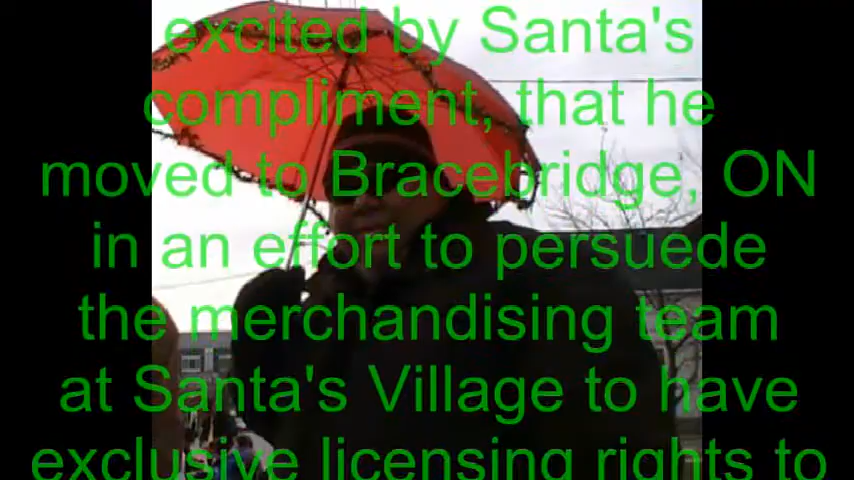 excited by Santa's
compliment, that he
moved to Bracebridge, ON
in an effort to persuede
the merchandising team
at Santa's Village to have
exclusive licensing rights to